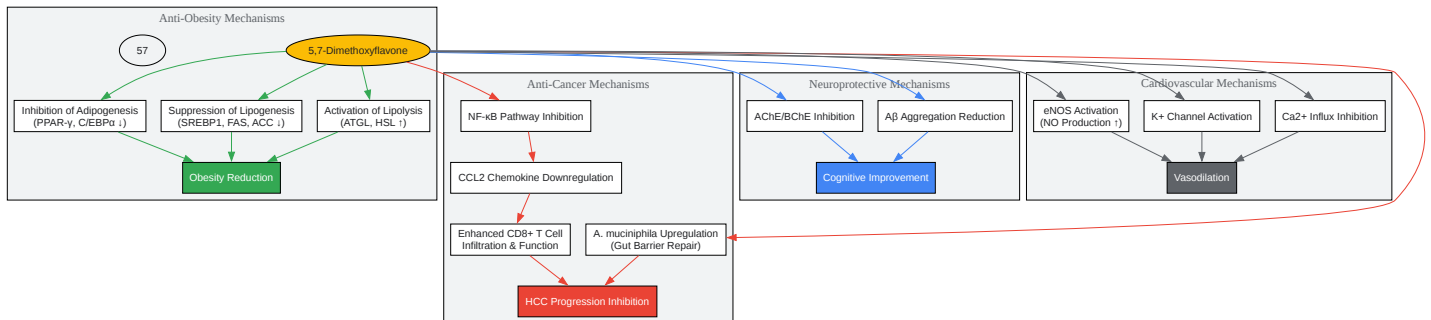 Anti-Obesity Mechanisms
57
5,7-Dimethoxyflavone
Inhibition of Adipogenesis
(PPAR-γ, C/EBPα ↓)
Suppression of Lipogenesis
(SREBP1, FAS, ACC ↓)
Activation of Lipolysis
(ATGL, HSL ↑)
Obesity Reduction
Anti-Cancer Mechanisms
NF-κB Pathway Inhibition
CCL2 Chemokine Downregulation
Enhanced CD8+ T Cell
Infiltration & Function
A. muciniphila Upregulation
(Gut Barrier Repair)
HCC Progression Inhibition
Neuroprotective Mechanisms
AChE/BChE Inhibition
Aβ Aggregation Reduction
Cognitive Improvement
Cardiovascular Mechanisms
eNOS Activation
(NO Production ↑)
K+ Channel Activation
Ca2+ Influx Inhibition
Vasodilation